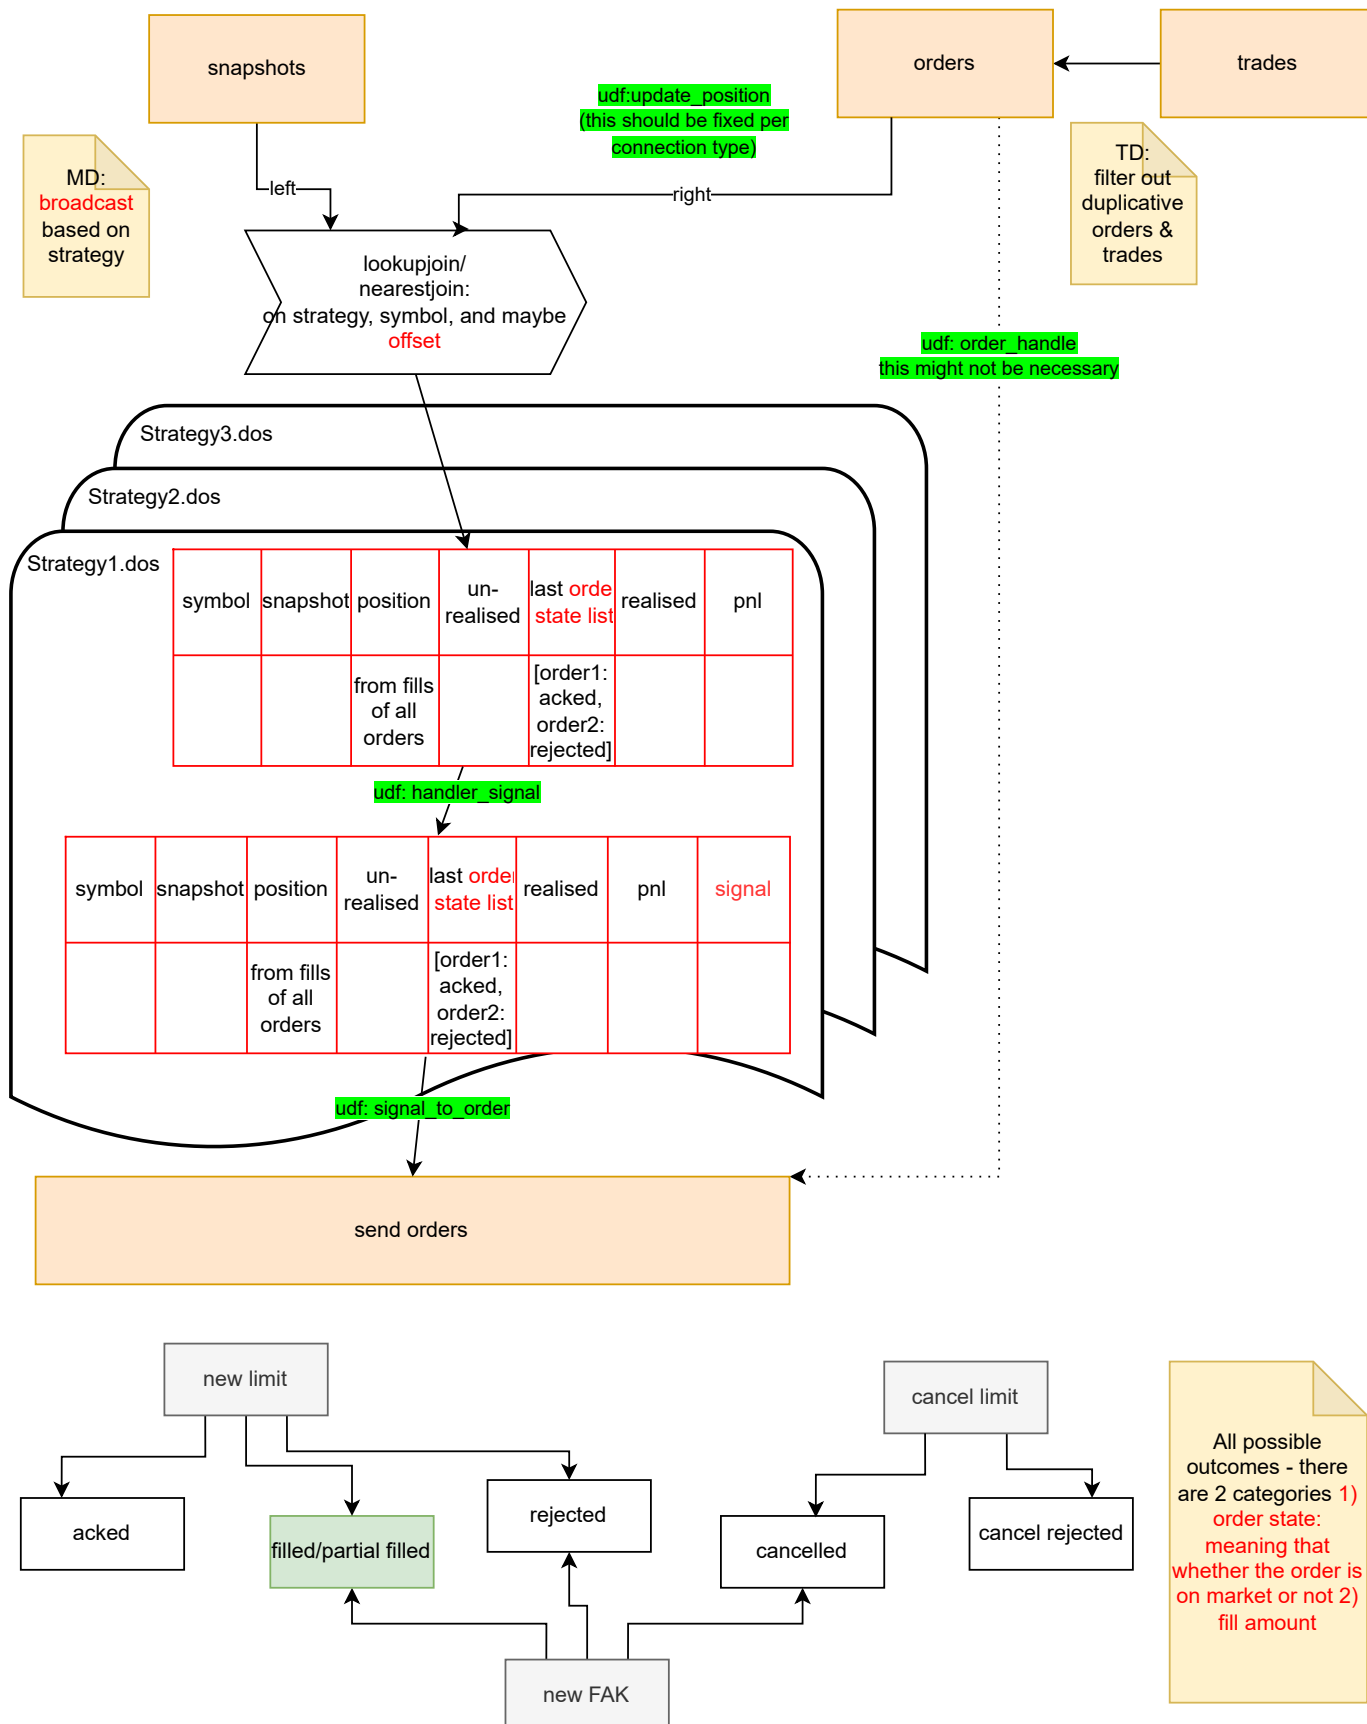 snapshots
orders
trades
udf:update_position
(this should be fixed per
connection type)
MD:
broadcast
based on
strategy
TD:
filter out
duplicative
orders &
trades
left
right
lookupjoin/
nearestjoin:
on strategy, symbol, and maybe
offset
udf: order_handle
this might not be necessary
Strategy3.dos
Strategy2.dos
Strategy1.dos
symbol
snapshot
position
un-
realised
last orde
state list
realised
pnl
from fills
of all
orders
[order1:
acked,
order2:
rejected]
udf: handler_signal
symbol
snapshot
position
un-
realised
last orde
state list
realised
pnl
signal
from fills
of all
orders
[order1:
acked,
order2:
rejected]
udf: signal_to_order
send orders
new limit
cancel limit
acked
filled/partial filled
rejected
cancelled
cancel rejected
new FAK
All possible
outcomes - there
are 2 categories 1)
order state:
meaning that
whether the order is
on market or not 2)
fill amount